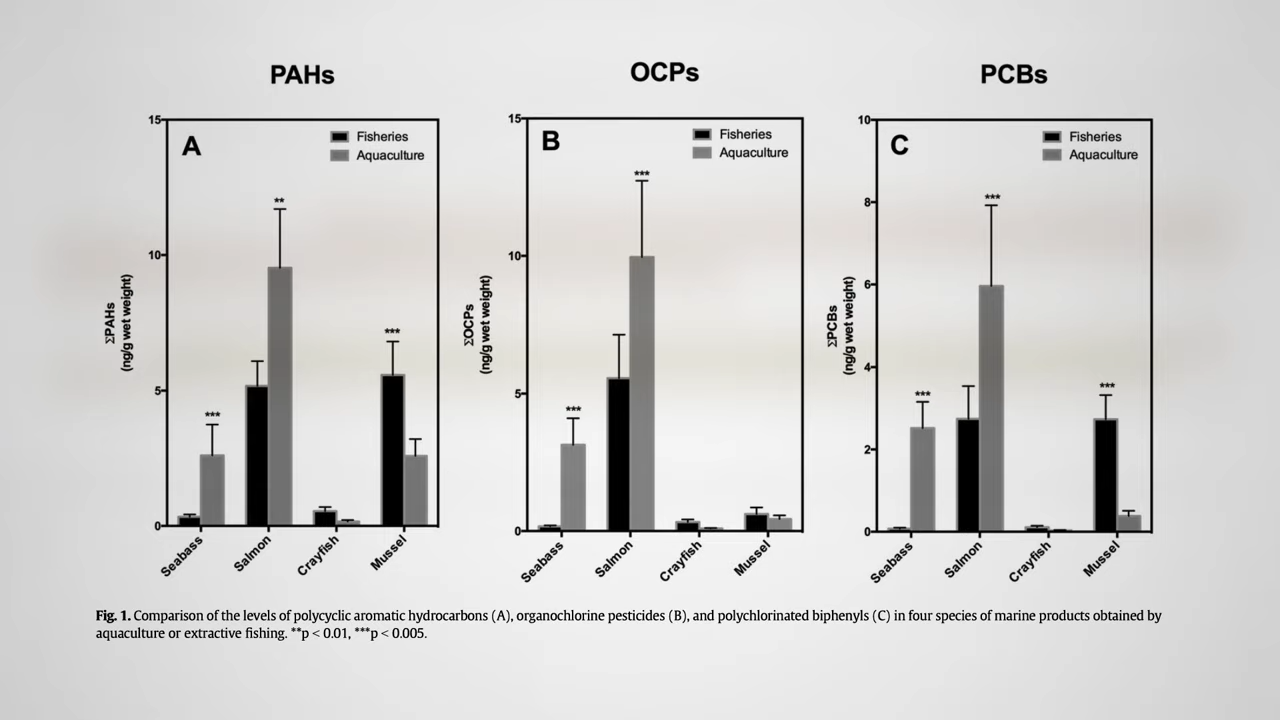 PAHs
A
Fisheries
Aquaculture
ΣPAHs
(ng/g wet weight)
15
10
5
0
Seabass
Salmon
Crayfish
Mussel
**
***
***
OCPs
B
Fisheries
Aquaculture
ΣOCPs
(ng/g wet weight)
15
10
5
0
Seabass
Salmon
Crayfish
Mussel
***
***
PCBs
C
Fisheries
Aquaculture
ΣPCBs
(ng/g wet weight)
10
8
6
4
2
0
Seabass
Salmon
Crayfish
Mussel
***
***
***
Fig. 1. Comparison of the levels of polycyclic aromatic hydrocarbons (A), organochlorine pesticides (B), and polychlorinated biphenyls (C) in four species of marine products obtained by
aquaculture or extractive fishing. **p < 0.01, ***p < 0.005.